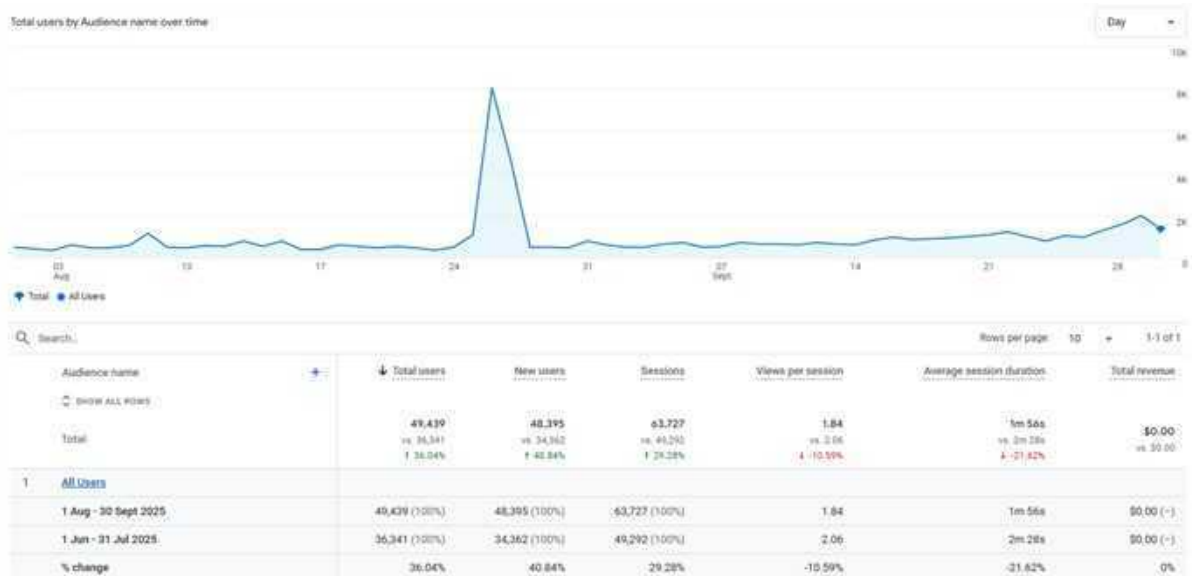 Total users by Audience name over time
Day
10K
8K
6K
4K
2K
0
03 Aug
10
17
24
31
07 Sept
14
21
28
Total All Users
Search...
Rows per page: 10 1-1 of 1
Audience name + Total users New users Sessions Views per session Average session duration Total revenue
SHOW ALL ROWS
Total 49,439 48,395 63,727 1.84 1m 56s $0.00
vs. 36,341 vs. 34,362 vs. 49,292 vs. 2.06 vs. 2m 28s vs. $0.00
↑ 36.04% ↑ 40.84% ↑ 29.28% ↓ -10.59% ↓ -21.62%
1 All Users
1 Aug - 30 Sept 2025 49,439 (100%) 48,395 (100%) 63,727 (100%) 1.84 1m 56s $0.00 (–)
1 Jun - 31 Jul 2025 36,341 (100%) 34,362 (100%) 49,292 (100%) 2.06 2m 28s $0.00 (–)
% change 36.04% 40.84% 29.28% -10.59% -21.62% 0%